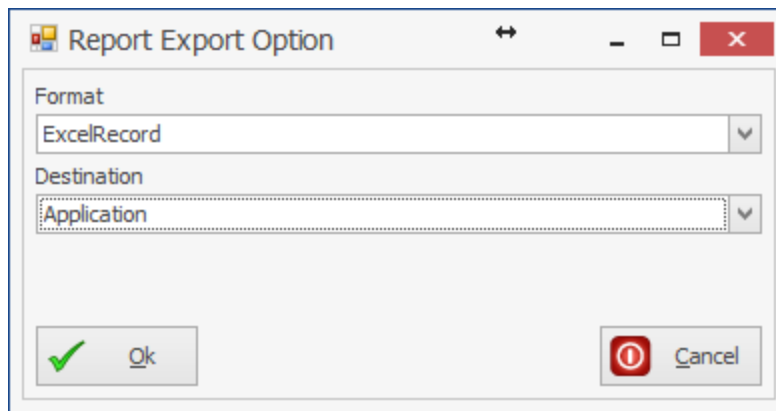 Report Export Option
Format
ExcelRecord
Destination
Application
Ok
Cancel